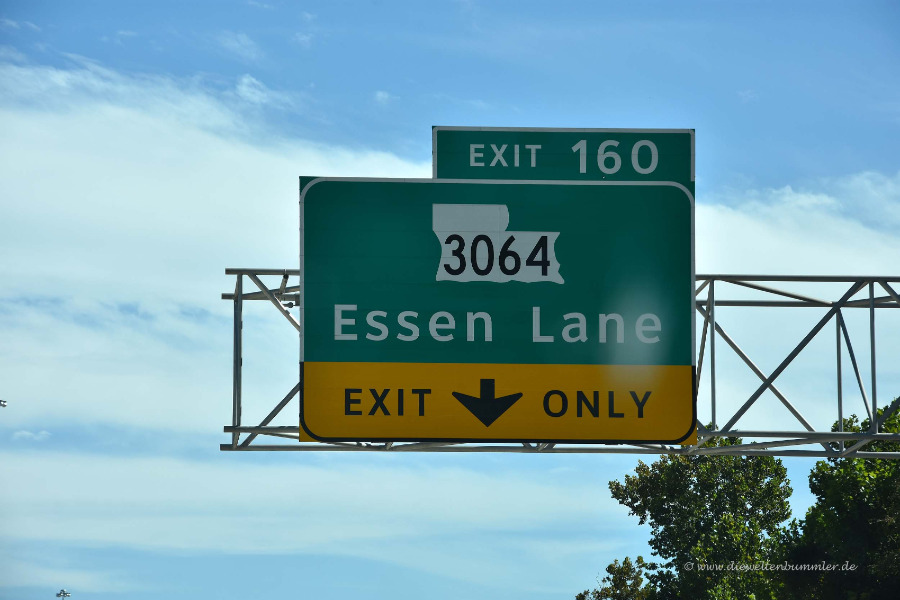 EXIT 160
3064
Essen Lane
EXIT ONLY
© www.dieweltenbummler.de